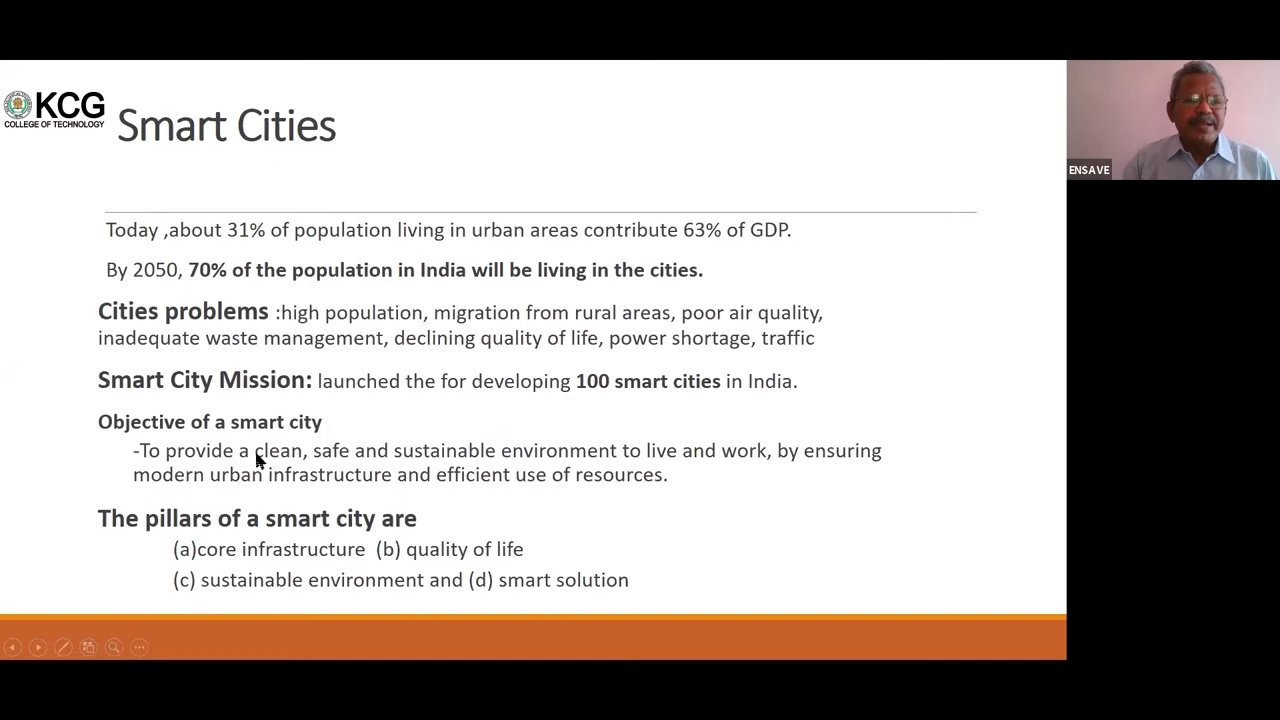 KCG
COLLEGE OF TECHNOLOGY
Smart Cities
ENSAVE
Today ,about 31% of population living in urban areas contribute 63% of GDP.
By 2050, 70% of the population in India will be living in the cities.
Cities problems :high population, migration from rural areas, poor air quality,
inadequate waste management, declining quality of life, power shortage, traffic
Smart City Mission: launched the for developing 100 smart cities in India.
Objective of a smart city
-To provide a clean, safe and sustainable environment to live and work, by ensuring
modern urban infrastructure and efficient use of resources.
The pillars of a smart city are
(a)core infrastructure (b) quality of life
(c) sustainable environment and (d) smart solution